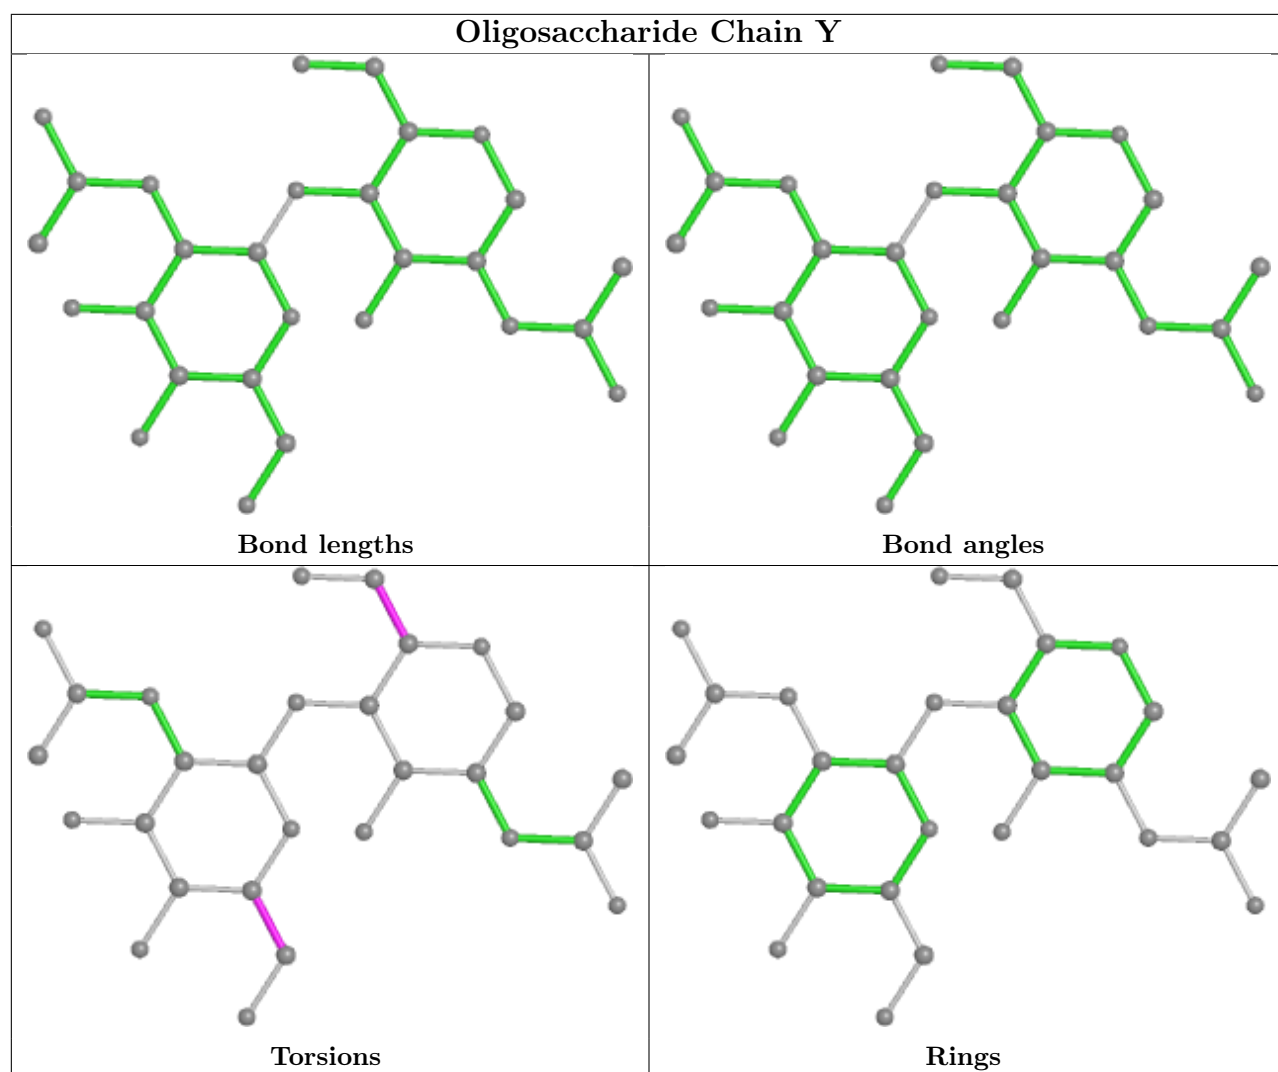 Oligosaccharide Chain Y
Bond lengths
Bond angles
Torsions
Rings